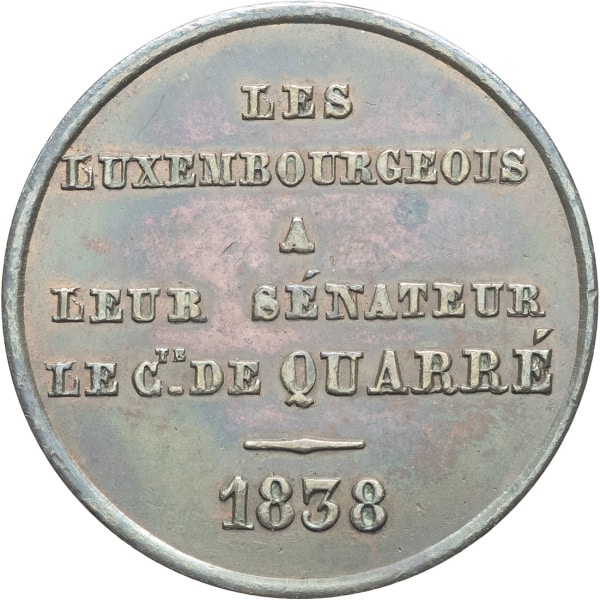 LES
LUXEMBOURGEOIS
A
LEUR SÉNATEUR
LE CTE DE QUARRÉ
1838